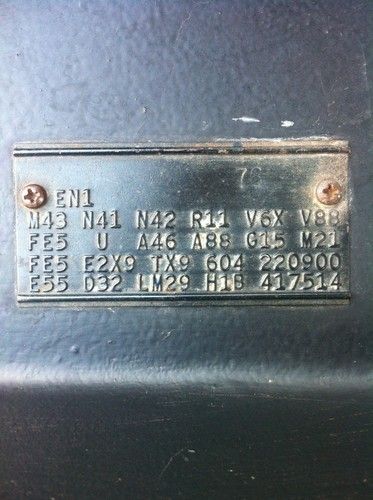 76
EN1
M43 N41 N42 R11 V6X V88
FE5 U A46 A88 G15 M21
FE5 E2X9 TX9 604 220900
E55 D32 LM29 H1B 417514